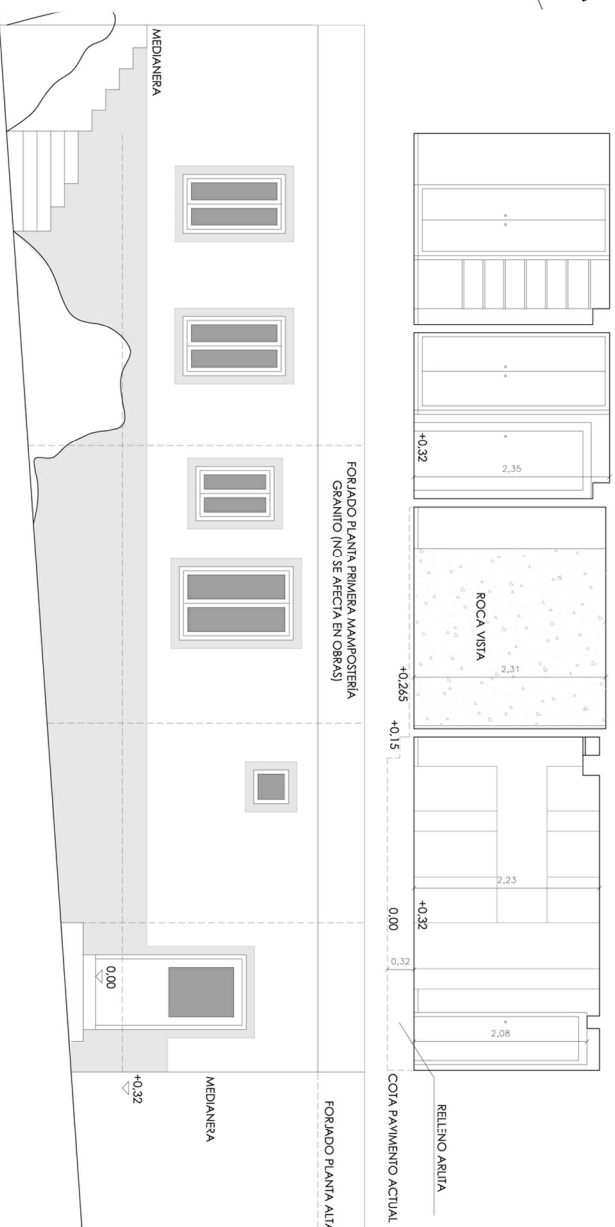 +0,32
2,35
ROCA VISTA
2,31
+0,265
+0,15
2,23
+0,32
0,00
0,32
2,08
RELLENO ARLITA
COTA PAVIMENTO ACTUAL
MEDIANERA
FORJADO PLANTA PRIMERA MAMPOSTERÍA
GRANITO (NO SE AFECTA EN OBRAS)
0,00
+0,32
MEDIANERA
FORJADO PLANTA ALTA